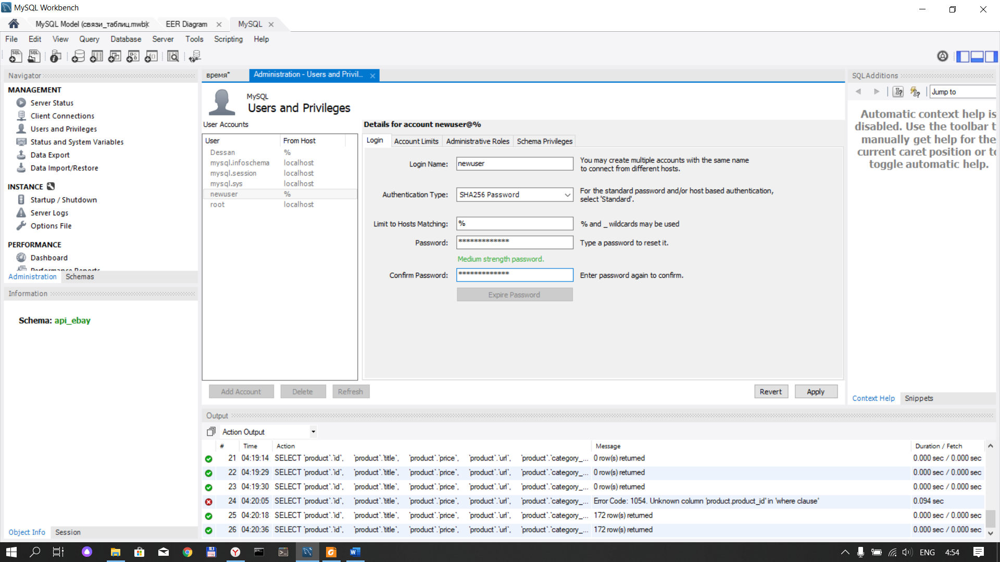 MySQL Workbench
MySQL Model (связи_таблиц.mwb)
EER Diagram
MySQL
File Edit View Query Database Server Tools Scripting Help
Navigator
MANAGEMENT
Server Status
Client Connections
Users and Privileges
Status and System Variables
Data Export
Data Import/Restore
INSTANCE
Startup / Shutdown
Server Logs
Options File
PERFORMANCE
Dashboard
Performance Reports
Administration Schemas
Information
Schema: api_ebay
Object Info Session
время*
Administration - Users and Privil...
MySQL
Users and Privileges
User Accounts
User From Host
Dessan %
mysql.infoschema localhost
mysql.session localhost
mysql.sys localhost
newuser %
root localhost
Add Account Delete Refresh
Details for account newuser@%
Login Account Limits Administrative Roles Schema Privileges
Login Name: newuser
You may create multiple accounts with the same name
to connect from different hosts.
Authentication Type: SHA256 Password
For the standard password and/or host based authentication,
select 'Standard'.
Limit to Hosts Matching: % % and _ wildcards may be used
Password: ************* Type a password to reset it.
Medium strength password.
Confirm Password: ************* Enter password again to confirm.
Expire Password
Revert Apply
SQLAdditions
Jump to
Automatic context help is
disabled. Use the toolbar t
manually get help for the
current caret position or to
toggle automatic help.
Context Help Snippets
Output
Action Output
# Time Action Message Duration / Fetch
21 04:19:14 SELECT `product`.`id`, `product`.`title`, `product`.`price`, `product`.`url`, `product`.`category_... 0 row(s) returned 0.000 sec / 0.000 sec
22 04:19:29 SELECT `product`.`id`, `product`.`title`, `product`.`price`, `product`.`url`, `product`.`category_... 0 row(s) returned 0.000 sec / 0.000 sec
23 04:19:30 SELECT `product`.`id`, `product`.`title`, `product`.`price`, `product`.`url`, `product`.`category_... 0 row(s) returned 0.000 sec / 0.000 sec
24 04:20:05 SELECT `product`.`id`, `product`.`title`, `product`.`price`, `product`.`url`, `product`.`category_... Error Code: 1054. Unknown column 'product.product_id' in 'where clause' 0.094 sec
25 04:20:18 SELECT `product`.`id`, `product`.`title`, `product`.`price`, `product`.`url`, `product`.`category_... 172 row(s) returned 0.000 sec / 0.000 sec
26 04:20:36 SELECT `product`.`id`, `product`.`title`, `product`.`price`, `product`.`url`, `product`.`category_... 172 row(s) returned 0.000 sec / 0.000 sec
ENG 4:54